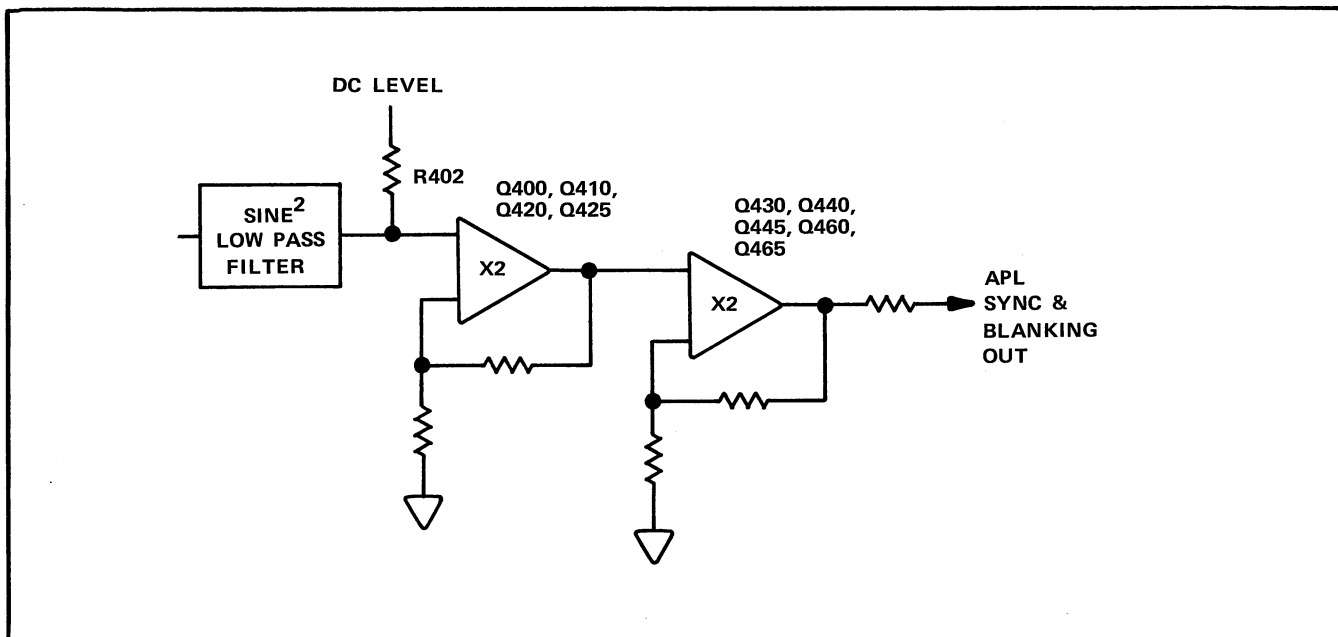 DC LEVEL
R402
SINE²
LOW PASS
FILTER
Q400, Q410,
Q420, Q425
X2
Q430, Q440,
Q445, Q460,
Q465
X2
APL
SYNC &
BLANKING
OUT